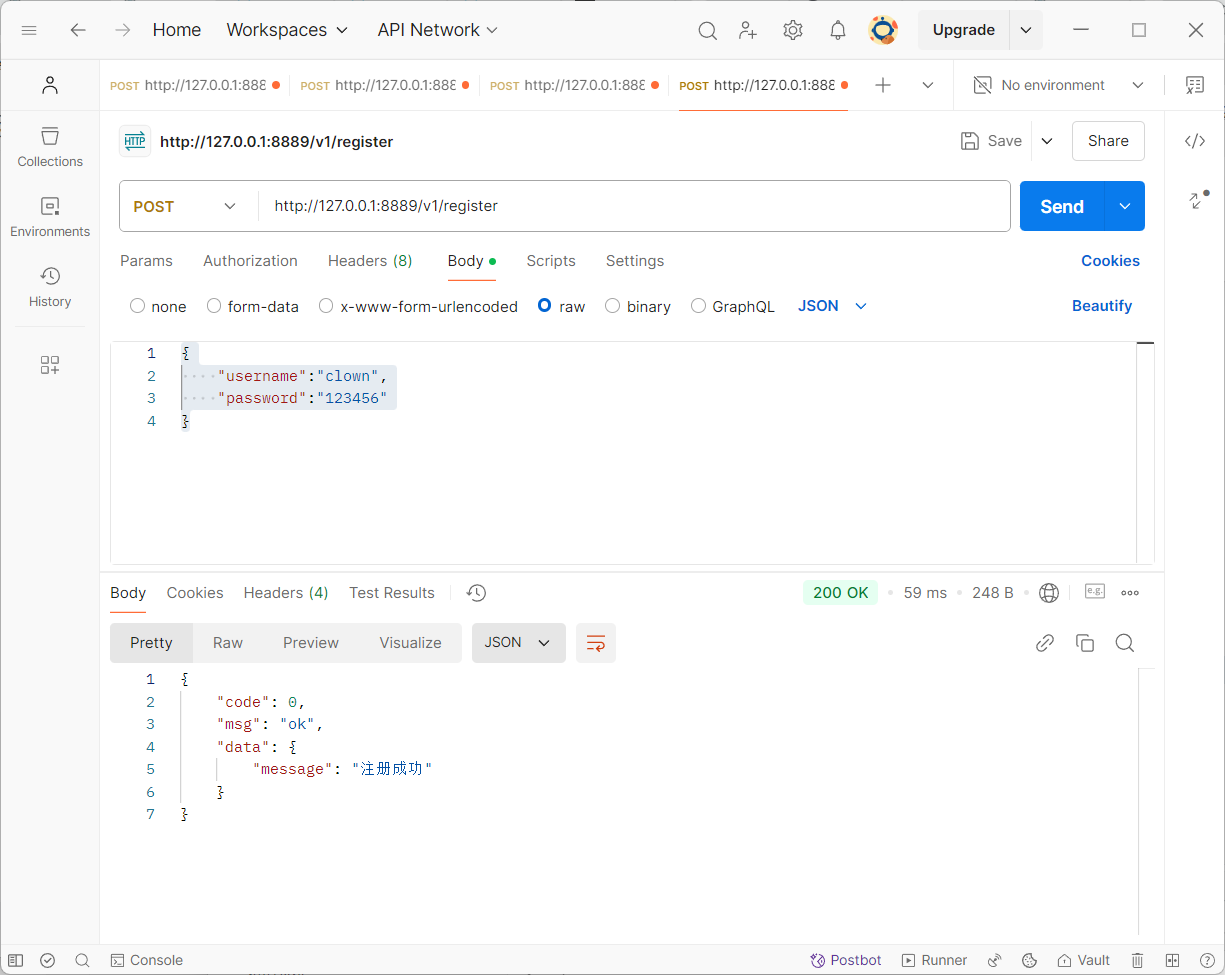 Home Workspaces API Network Upgrade
POST http://127.0.0.1:888 POST http://127.0.0.1:888 POST http://127.0.0.1:888 POST http://127.0.0.1:888 No environment
HTTP http://127.0.0.1:8889/v1/register Save Share
Collections
POST http://127.0.0.1:8889/v1/register Send
Environments
Params Authorization Headers (8) Body Scripts Settings Cookies
History
none form-data x-www-form-urlencoded raw binary GraphQL JSON Beautify
1 {
2 "username":"clown",
3 "password":"123456"
4 }
Body Cookies Headers (4) Test Results 200 OK 59 ms 248 B e.g.
Pretty Raw Preview Visualize JSON
1 {
2 "code": 0,
3 "msg": "ok",
4 "data": {
5 "message": "注册成功"
6 }
7 }
Console Postbot Runner Vault